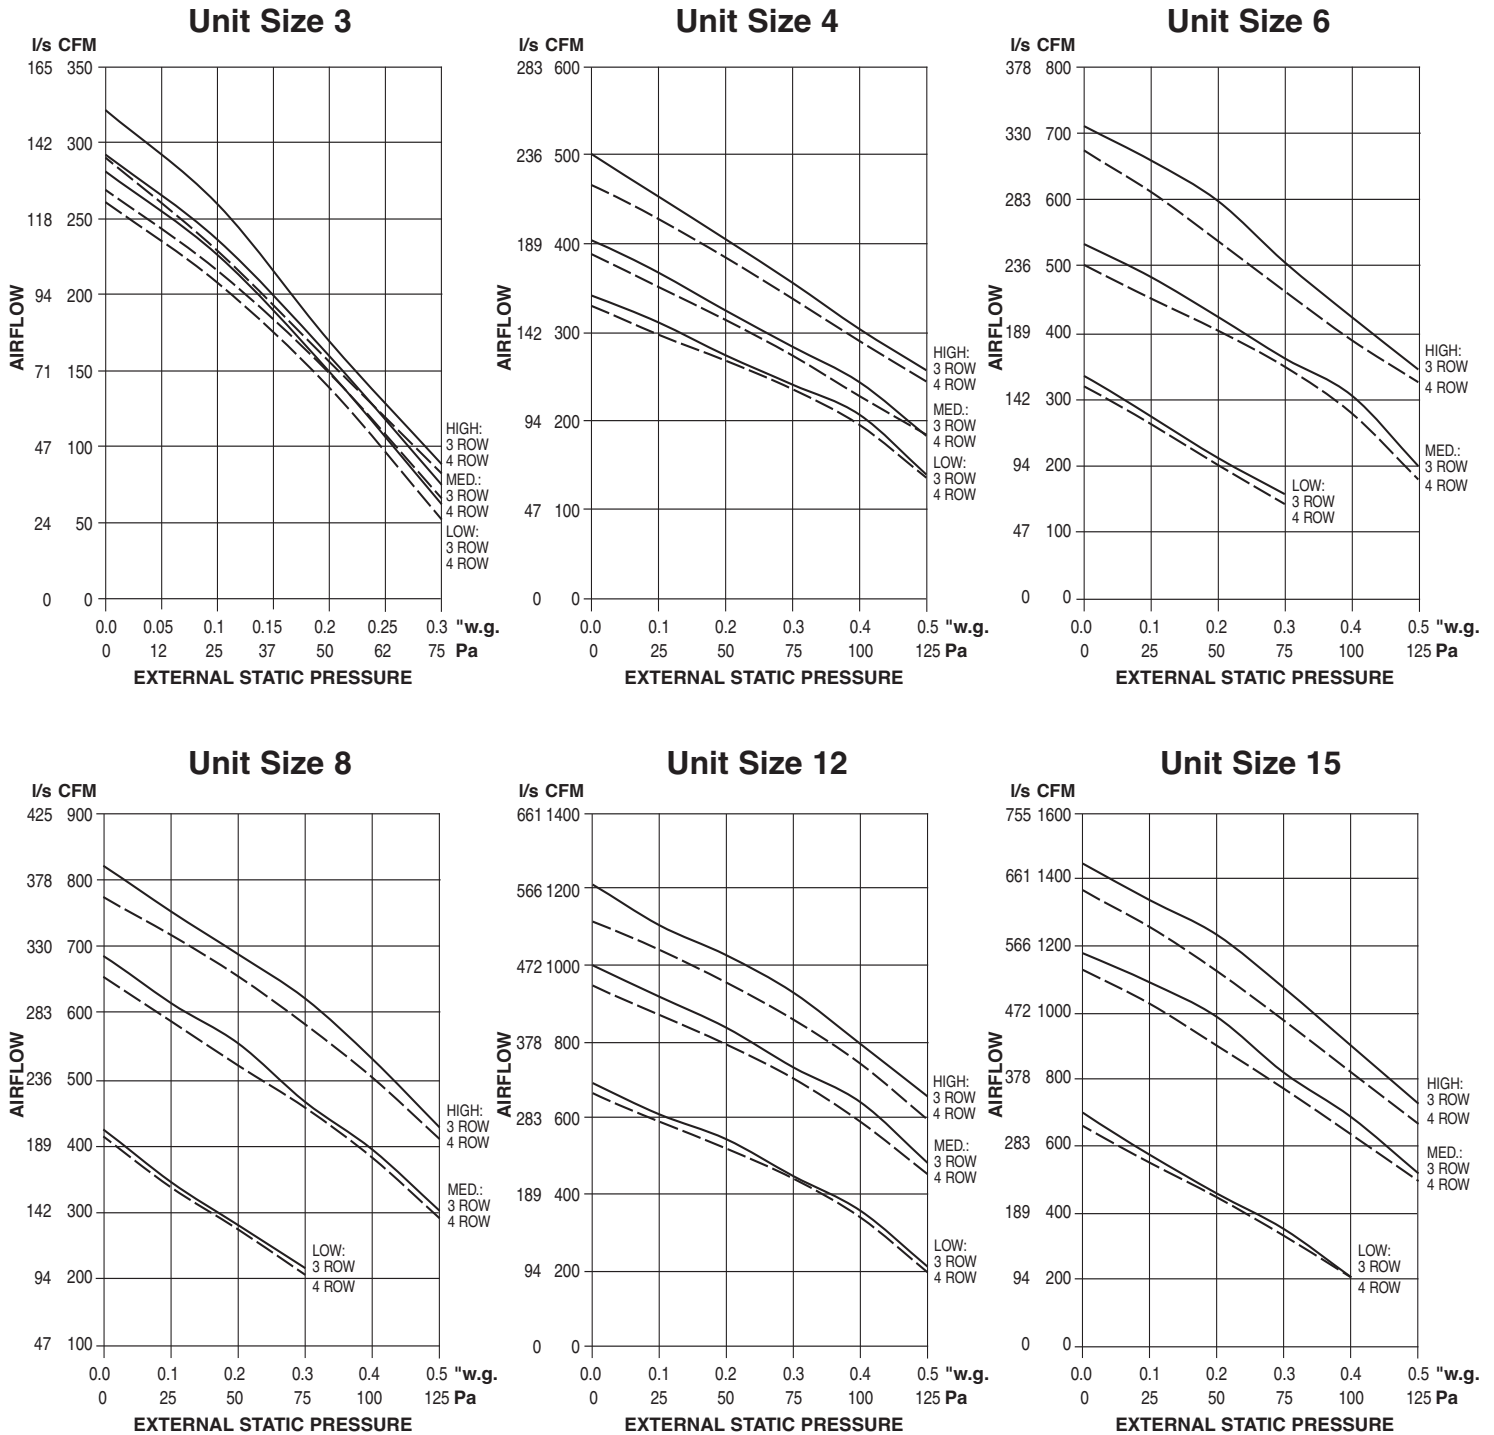 Unit Size 3
l/s CFM
165 350
142 300
118 250
94 200
71 150
47 100
24 50
0 0
AIRFLOW
HIGH:
3 ROW
4 ROW
MED.:
3 ROW
4 ROW
LOW:
3 ROW
4 ROW
0.0 0.05 0.1 0.15 0.2 0.25 0.3 "w.g.
0 12 25 37 50 62 75 Pa
EXTERNAL STATIC PRESSURE
Unit Size 4
l/s CFM
283 600
236 500
189 400
142 300
94 200
47 100
0 0
AIRFLOW
HIGH:
3 ROW
4 ROW
MED.:
3 ROW
4 ROW
LOW:
3 ROW
4 ROW
0.0 0.1 0.2 0.3 0.4 0.5 "w.g.
0 25 50 75 100 125 Pa
EXTERNAL STATIC PRESSURE
Unit Size 6
l/s CFM
378 800
330 700
283 600
236 500
189 400
142 300
94 200
47 100
0 0
AIRFLOW
HIGH:
3 ROW
4 ROW
MED.:
3 ROW
4 ROW
LOW:
3 ROW
4 ROW
0.0 0.1 0.2 0.3 0.4 0.5 "w.g.
0 25 50 75 100 125 Pa
EXTERNAL STATIC PRESSURE
Unit Size 8
l/s CFM
425 900
378 800
330 700
283 600
236 500
189 400
142 300
94 200
47 100
AIRFLOW
HIGH:
3 ROW
4 ROW
MED.:
3 ROW
4 ROW
LOW:
3 ROW
4 ROW
0.0 0.1 0.2 0.3 0.4 0.5 "w.g.
0 25 50 75 100 125 Pa
EXTERNAL STATIC PRESSURE
Unit Size 12
l/s CFM
661 1400
566 1200
472 1000
378 800
283 600
189 400
94 200
0 0
AIRFLOW
HIGH:
3 ROW
4 ROW
MED.:
3 ROW
4 ROW
LOW:
3 ROW
4 ROW
0.0 0.1 0.2 0.3 0.4 0.5 "w.g.
0 25 50 75 100 125 Pa
EXTERNAL STATIC PRESSURE
Unit Size 15
l/s CFM
755 1600
661 1400
566 1200
472 1000
378 800
283 600
189 400
94 200
0 0
AIRFLOW
HIGH:
3 ROW
4 ROW
MED.:
3 ROW
4 ROW
LOW:
3 ROW
4 ROW
0.0 0.1 0.2 0.3 0.4 0.5 "w.g.
0 25 50 75 100 125 Pa
EXTERNAL STATIC PRESSURE